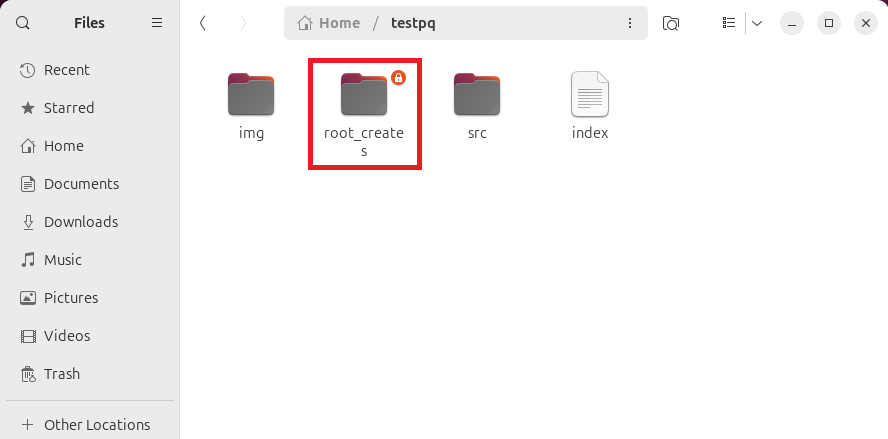 Files
Home / testpq
Recent
Starred
Home
Documents
Downloads
Music
Pictures
Videos
Trash
Other Locations
img
root_create
s
src
index